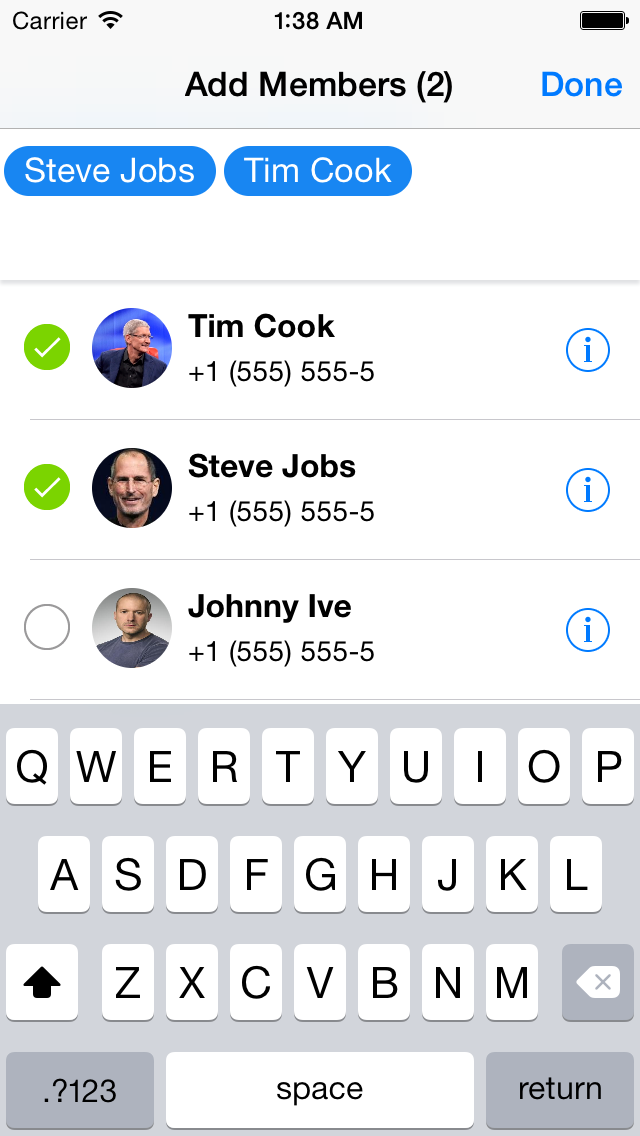 Carrier 1:38 AM
Add Members (2) Done
Steve Jobs Tim Cook
Tim Cook
+1 (555) 555-5
i
Steve Jobs
+1 (555) 555-5
i
Johnny Ive
+1 (555) 555-5
i
Q W E R T Y U I O P
A S D F G H J K L
Z X C V B N M
.?123 space return